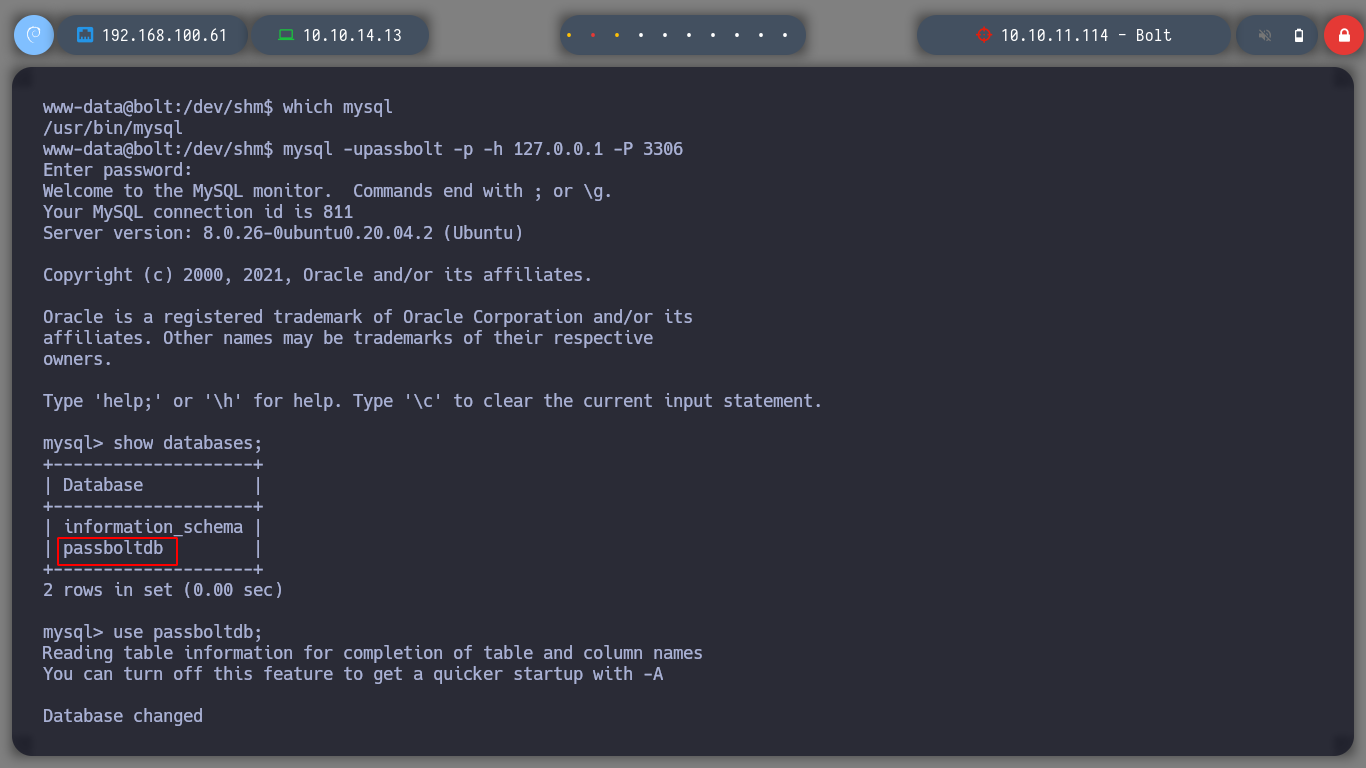 192.168.100.61 10.10.14.13 10.10.11.114 - Bolt
www-data@bolt:/dev/shm$ which mysql
/usr/bin/mysql
www-data@bolt:/dev/shm$ mysql -upassbolt -p -h 127.0.0.1 -P 3306
Enter password:
Welcome to the MySQL monitor.  Commands end with ; or \g.
Your MySQL connection id is 811
Server version: 8.0.26-0ubuntu0.20.04.2 (Ubuntu)
Copyright (c) 2000, 2021, Oracle and/or its affiliates.
Oracle is a registered trademark of Oracle Corporation and/or its
affiliates. Other names may be trademarks of their respective
owners.
Type 'help;' or '\h' for help. Type '\c' to clear the current input statement.
mysql> show databases;
+--------------------+
| Database           |
+--------------------+
| information_schema |
| passboltdb         |
+--------------------+
2 rows in set (0.00 sec)
mysql> use passboltdb;
Reading table information for completion of table and column names
You can turn off this feature to get a quicker startup with -A
Database changed